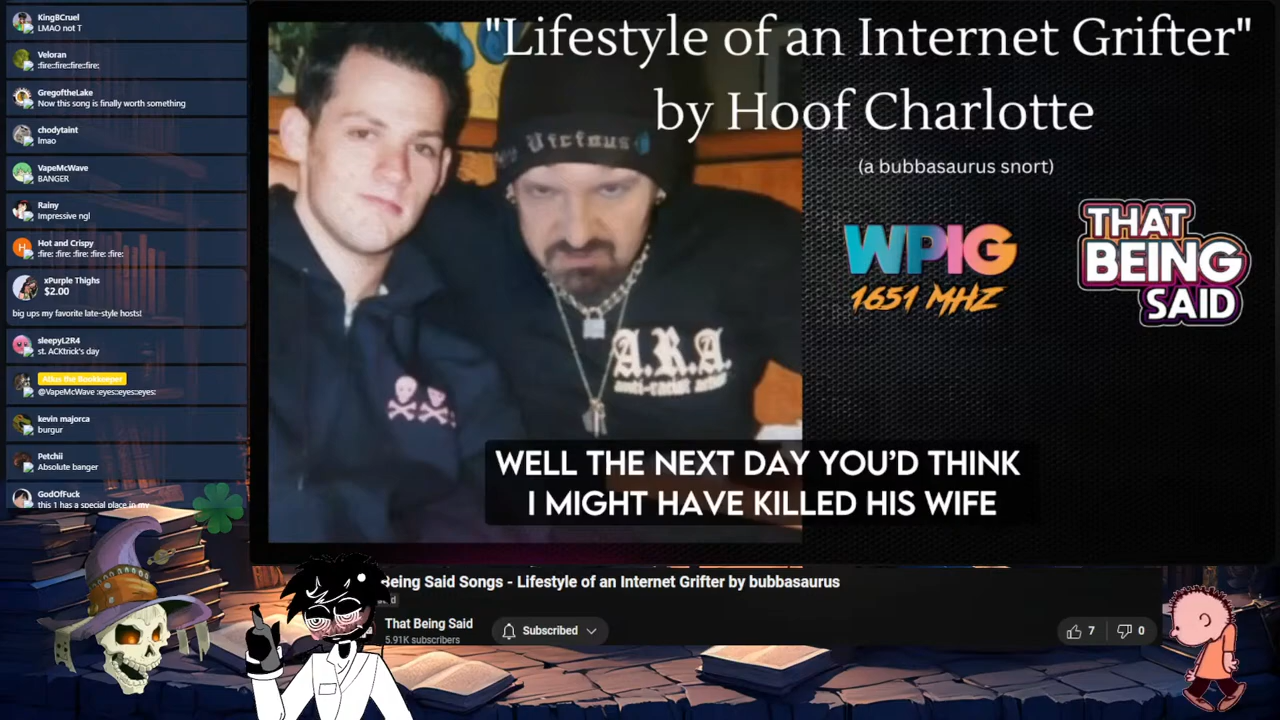 KingBCruel
LMAO not T
Veloran
:fire::fire::fire::fire:
GregoftheLake
Now this song is finally worth something
chodytaint
lmao
VapeMcWave
BANGER
Rainy
Impressive ngl
H
Hot and Crispy
:fire: :fire: :fire: :fire: :fire:
xPurple Thighs
$2.00
big ups my favorite late-style hosts!
sleepyL2R4
st. ACKtrick's day
Atlus the Bookkeeper
@VapeMcWave :eyes::eyes::eyes:
kevin majorca
burgur
Petchii
Absolute banger
GodOfFuck
this 1 has a special place in my
"Lifestyle of an Internet Grifter"
by Hoof Charlotte
(a bubbasaurus snort)
WPIG
1651 MHZ
THAT
BEING
SAID
Vicious
A.R.A.
anti-racist action
WELL THE NEXT DAY YOU'D THINK
I MIGHT HAVE KILLED HIS WIFE
Being Said Songs - Lifestyle of an Internet Grifter by bubbasaurus
That Being Said
5.91K subscribers
Subscribed
7
0